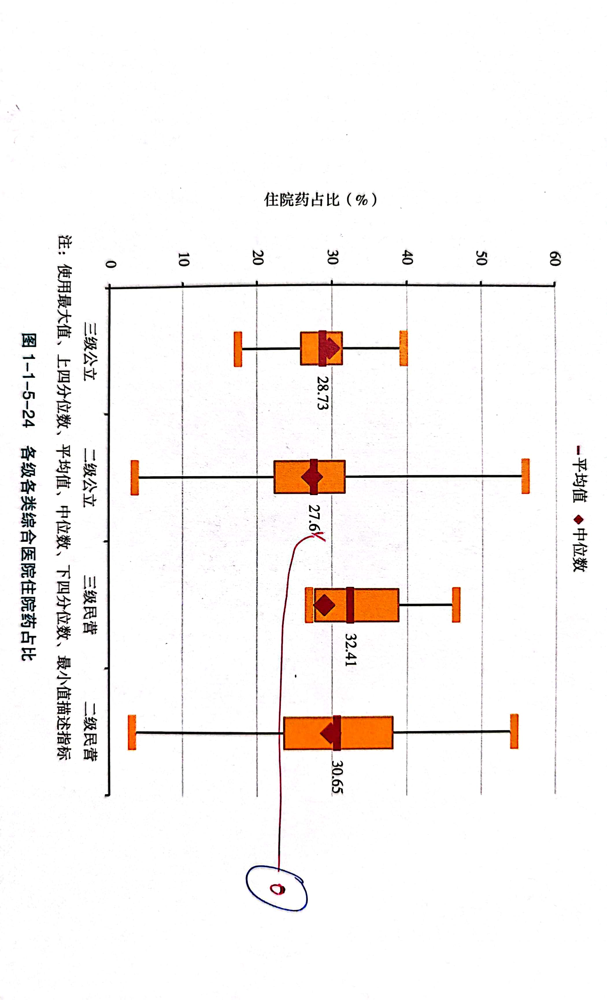 平均值 中位数
住院药占比（%）
60
50
40
30
20
10
0
28.73
27.6
32.41
30.65
0
三级公立 二级公立 三级民营 二级民营
注：使用最大值、上四分位数、平均值、中位数、下四分位数、最小值描述指标
图 1-1-5-24 各级各类综合医院住院药占比